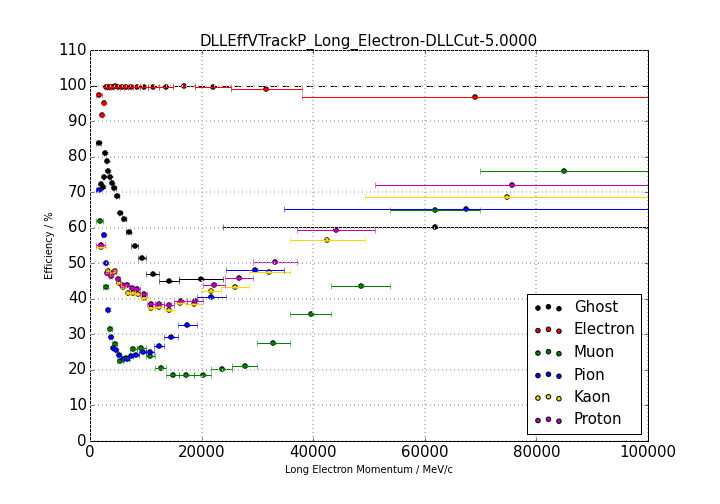 DLLEffVTrackP_Long_Electron-DLLCut-5.0000
110
100
90
80
70
60
50
40
30
20
10
0
Efficiency / %
Ghost
Electron
Muon
Pion
Kaon
Proton
0 20000 40000 60000 80000 100000
Long Electron Momentum / MeV/c